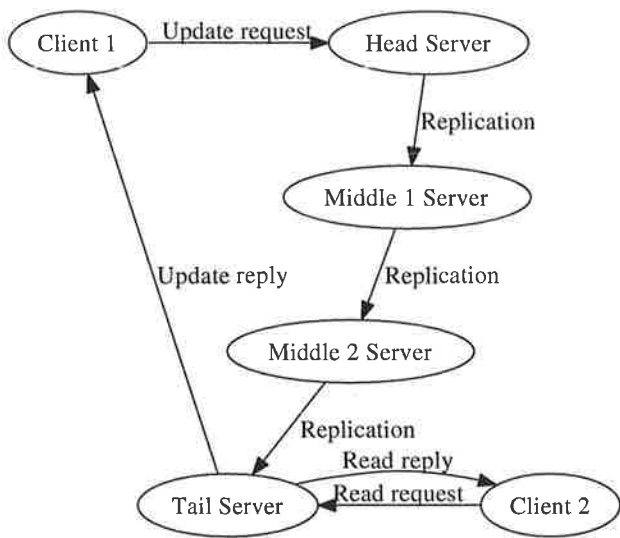 Client 1
Update request
Head Server
Replication
Middle 1 Server
Update reply
Replication
Middle 2 Server
Replication
Read reply
Tail Server
Read request
Client 2